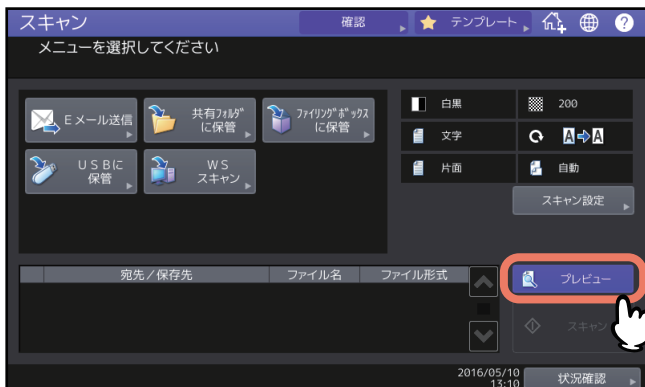 スキャン
確認
テンプレート
?
メニューを選択してください
Eメール送信
共有ﾌｫﾙﾀﾞ
に保管
ﾌｧｲﾘﾝｸﾞﾎﾞｯｸｽ
に保管
USBに
保管
WS
スキャン
白黒
200
文字
A A
片面
自動
スキャン設定
宛先/保存先
ファイル名
ファイル形式
プレビュー
スキャン
2016/05/10
13:10
状況確認